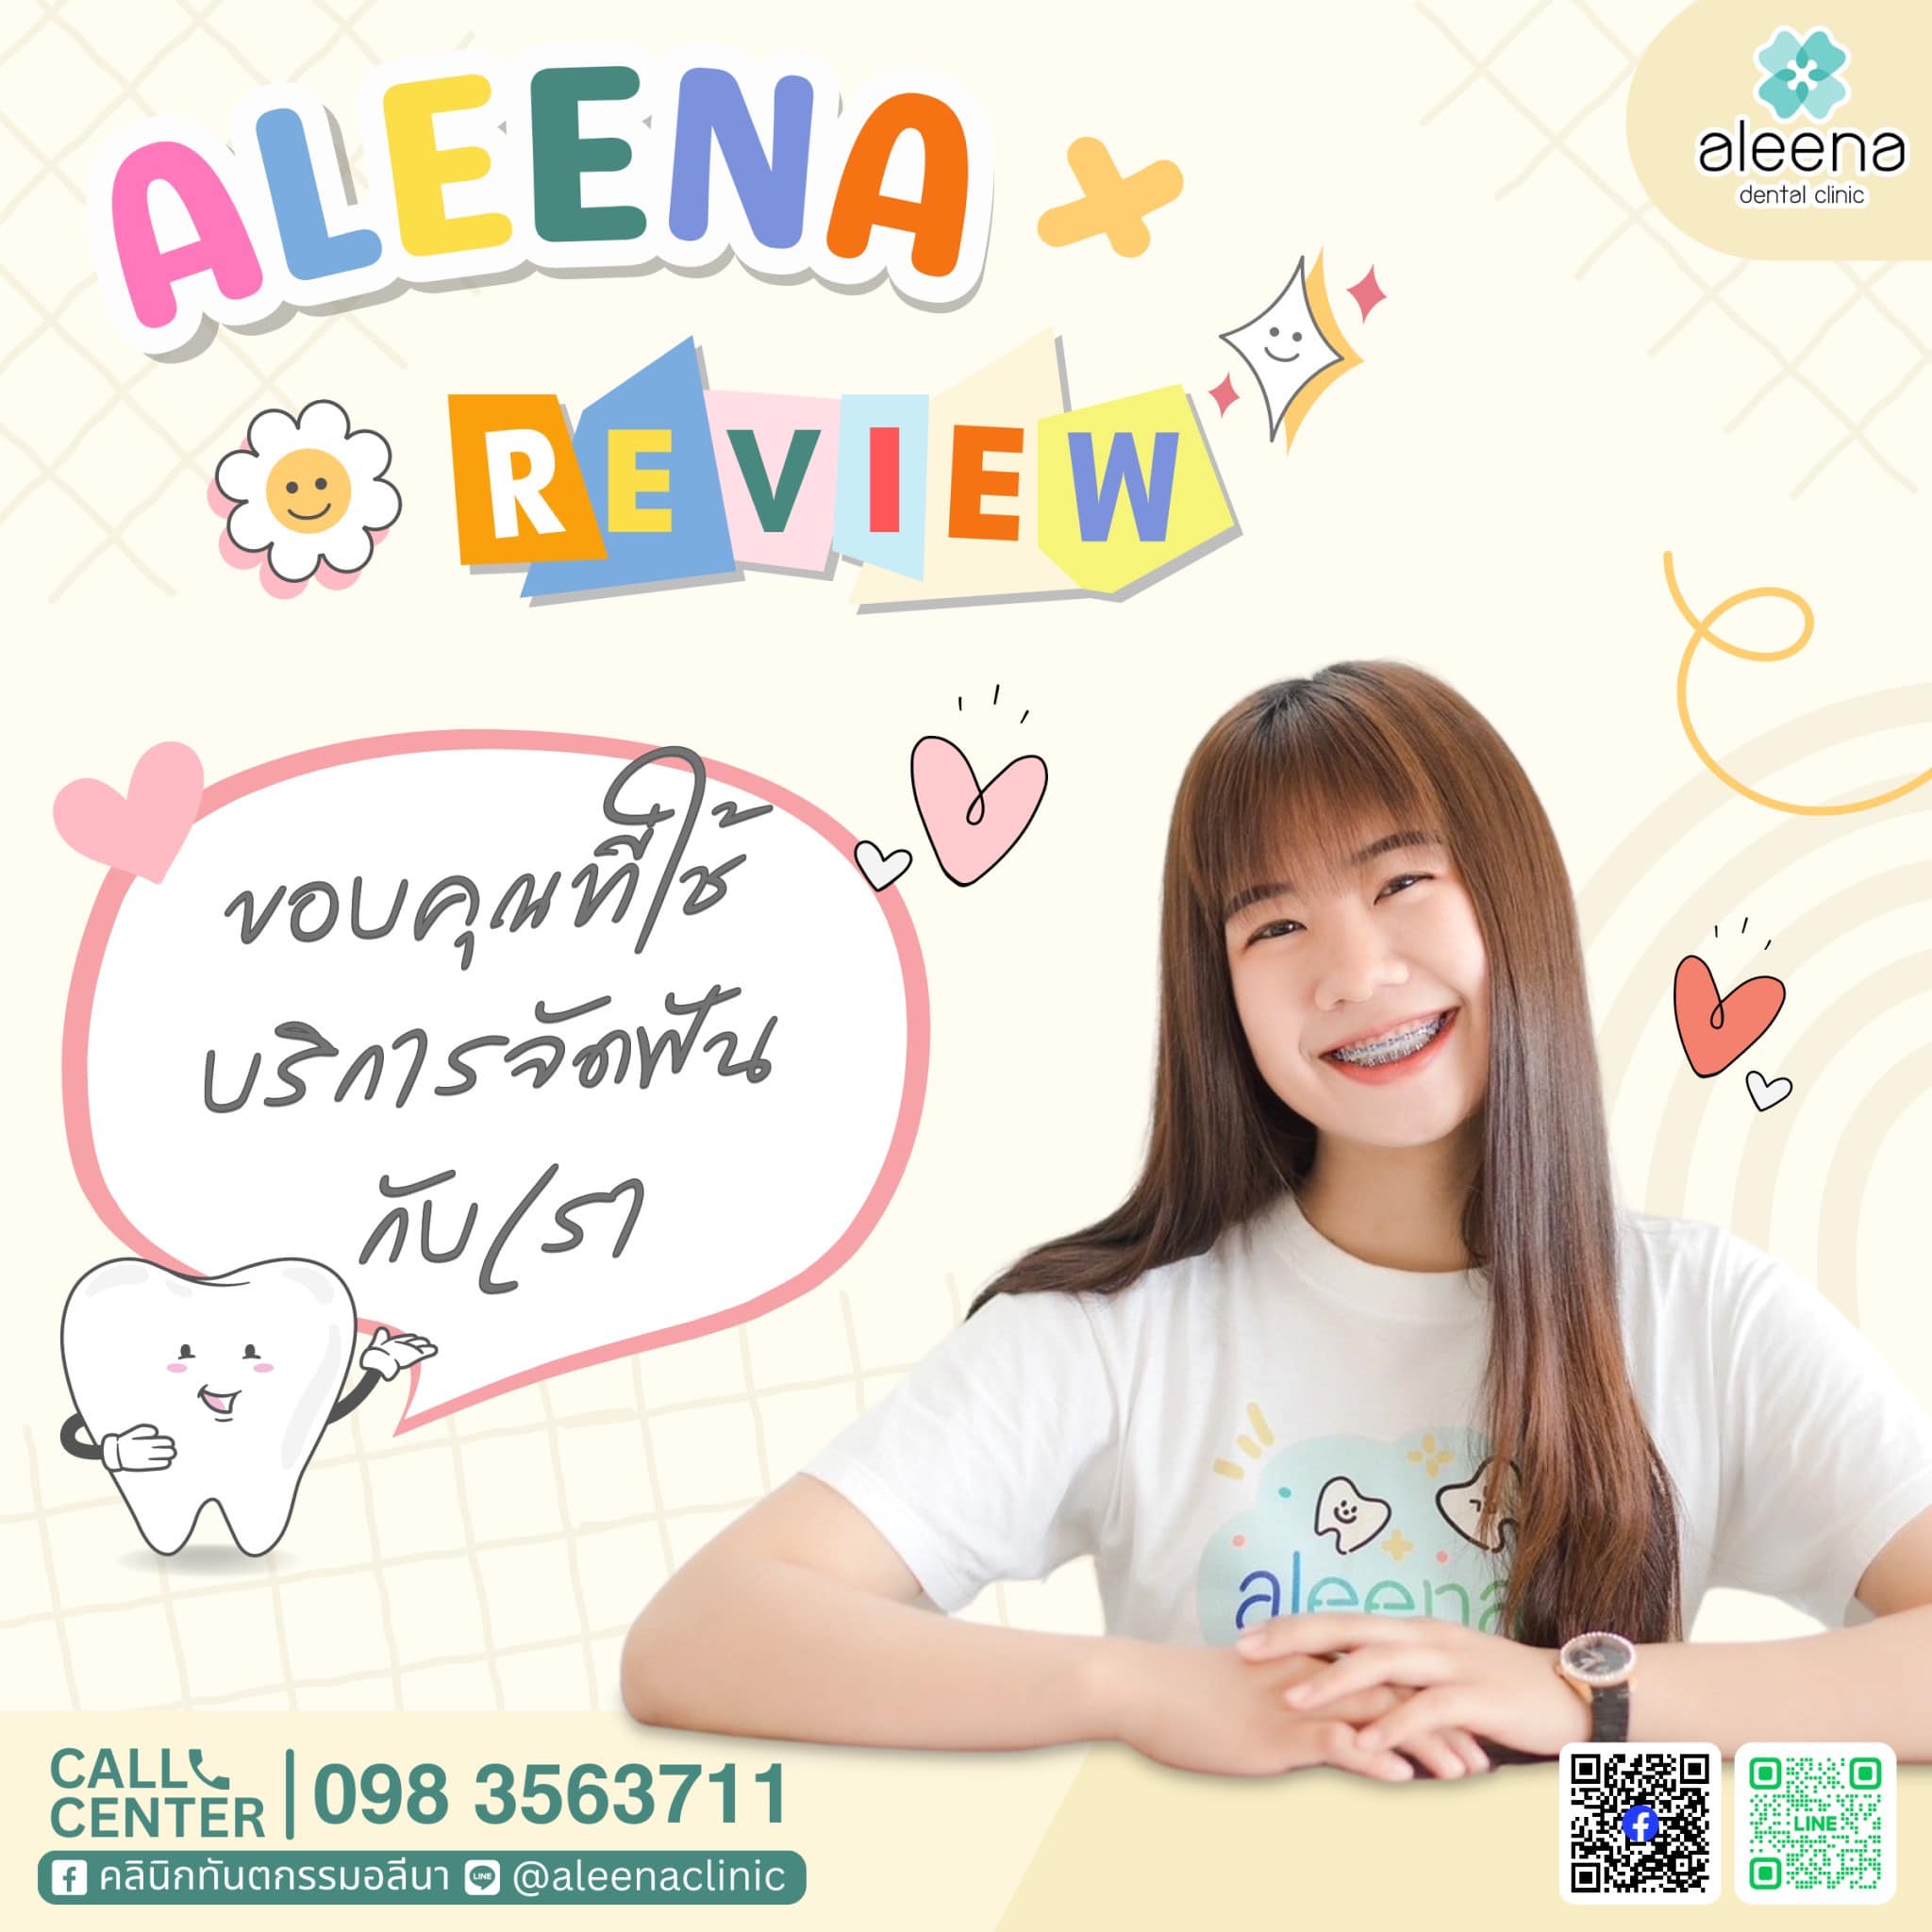 ALEENA
aleena
dental clinic
REVIEW
ขอบคุณที่ใช้
บริการจัดฟัน
กับเรา
aleena
CALL
CENTER
098 3563711
คลินิกทันตกรรมอลีนา LINE @aleenaclinic
LINE